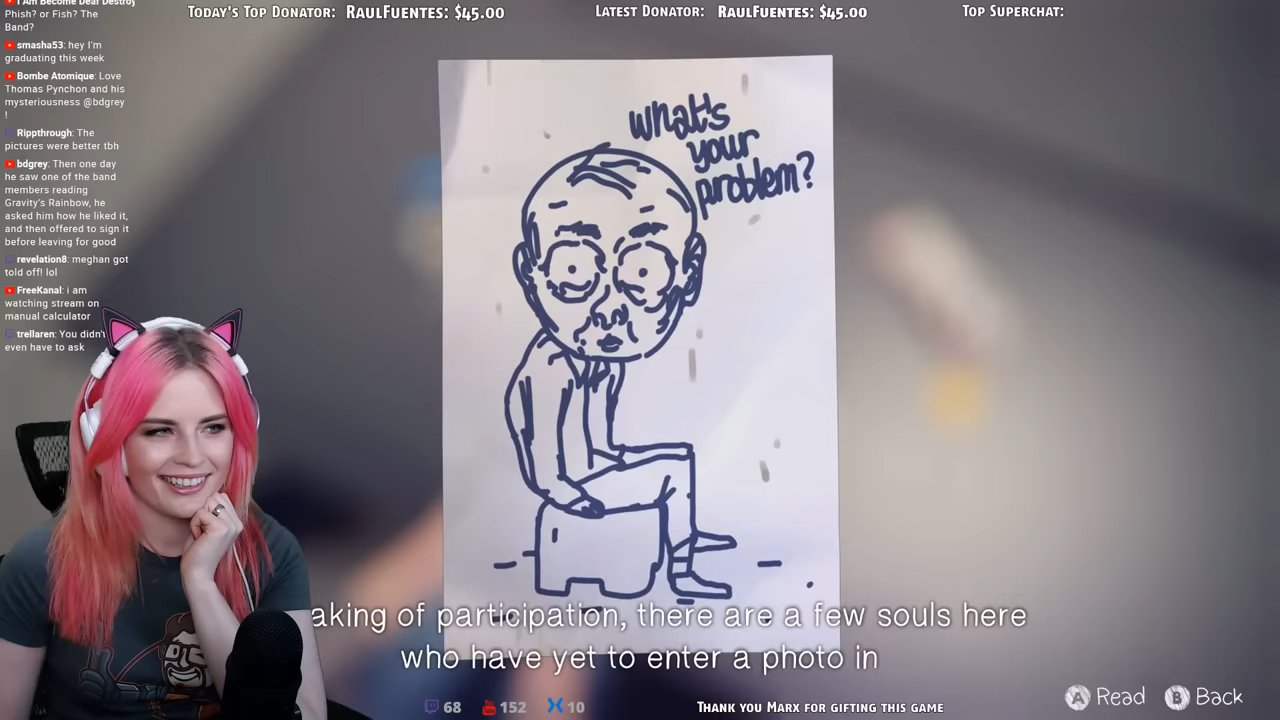 I Am Become Deaf Destroy
Phish? or Fish? The
Band?
smasha53: hey I'm
graduating this week
Bombe Atomique: Love
Thomas Pynchon and his
mysteriousness @bdgrey
!
Rippthrough: The
pictures were better tbh
bdgrey: Then one day
he saw one of the band
members reading
Gravity's Rainbow, he
asked him how he liked it,
and then offered to sign it
before leaving for good
revelation8: meghan got
told off! lol
FreeKanal: i am
watching stream on
manual calculator
trellaren: You didn't
even have to ask
Today's Top Donator: RaulFuentes: $45.00
Latest Donator: RaulFuentes: $45.00
Top Superchat:
what's
your
problem?
aking of participation, there are a few souls here
who have yet to enter a photo in
A Read B Back
68 152 10
Thank you Marx for gifting this game